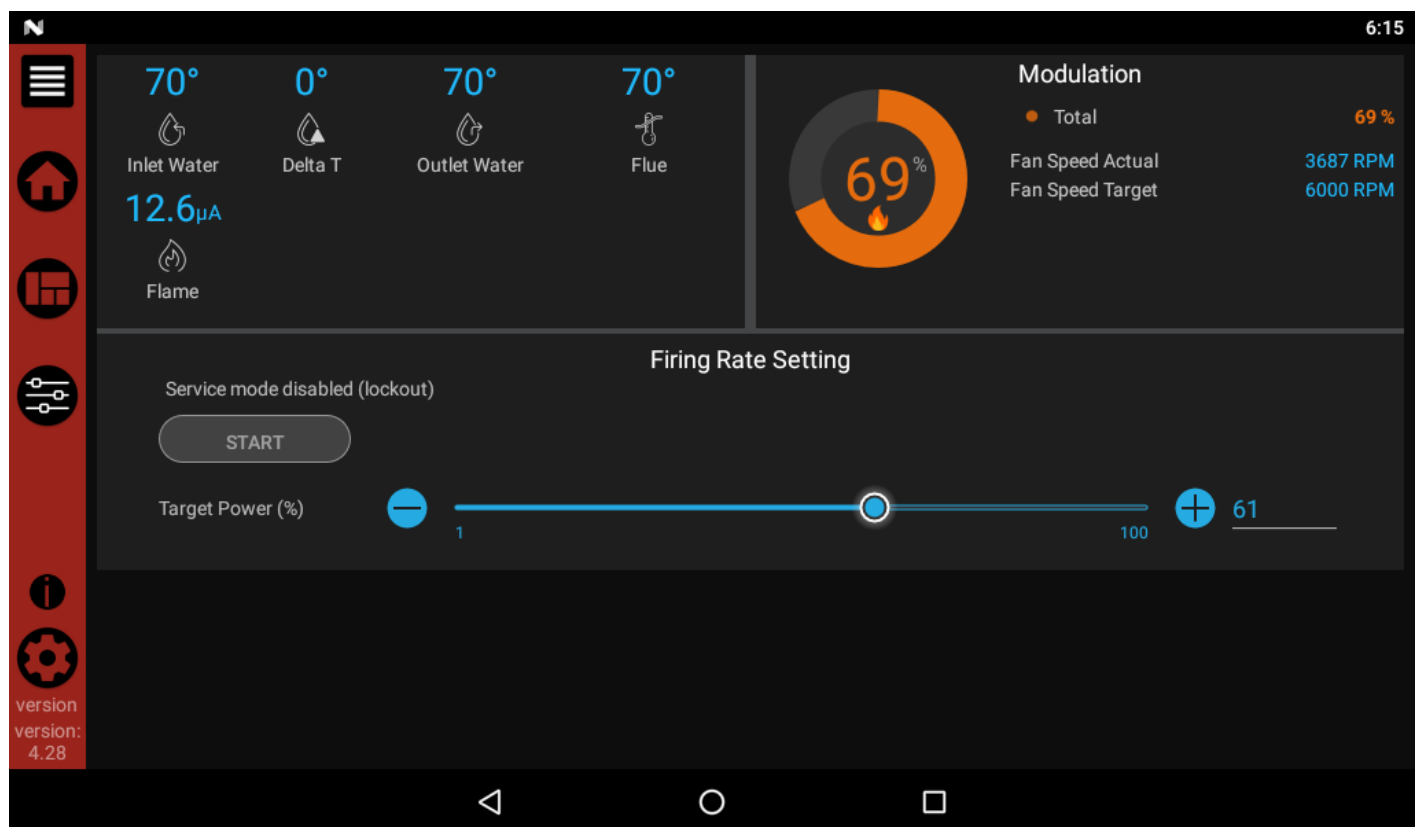 N 6:15
70° 0° 70° 70°
Inlet Water Delta T Outlet Water Flue
12.6µA
Flame
Modulation
69 %
Total 69 %
Fan Speed Actual 3687 RPM
Fan Speed Target 6000 RPM
Firing Rate Setting
Service mode disabled (lockout)
START
Target Power (%) 61
1 100
i
version
version:
4.28